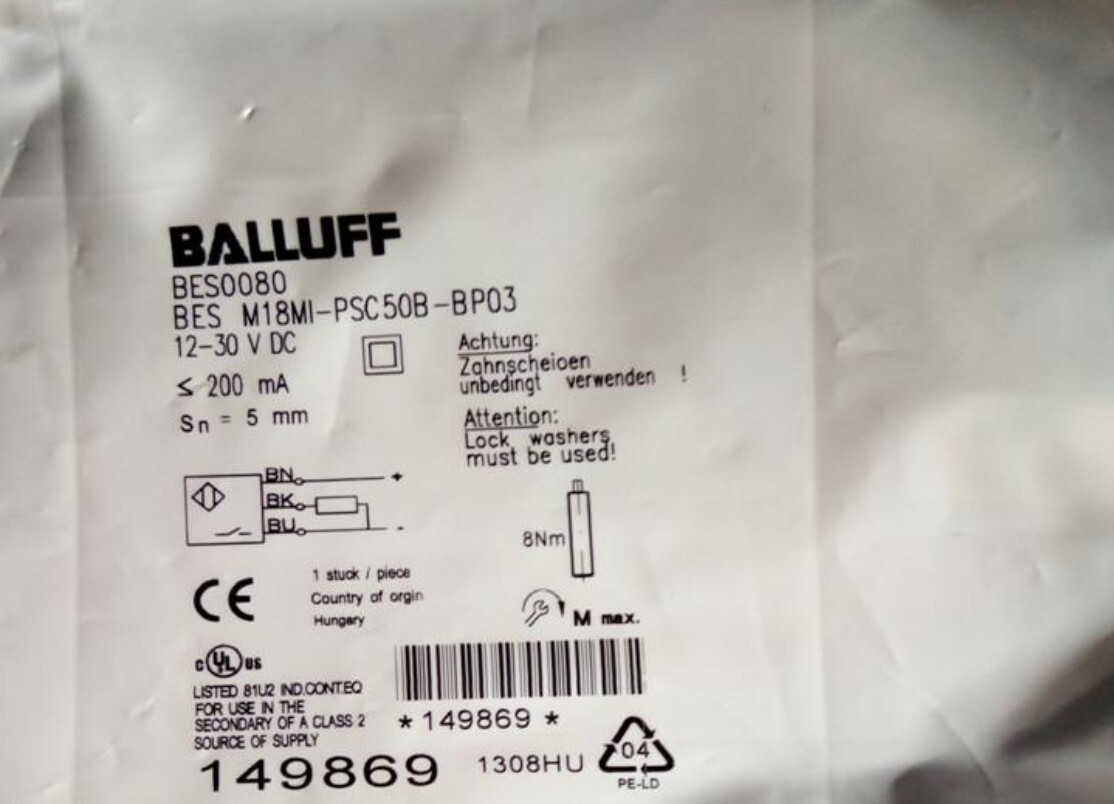 BALLUFF
BES0080
BES M18MI-PSC50B-BP03
12-30 V DC
≤ 200 mA
Sn = 5 mm
Achtung:
Zahnscheioen
unbedingt verwenden !
Attention:
Lock washers
must be used!
BN +
BK
BU -
8Nm
M max.
CE
1 stuck / piece
Country of orgin
Hungary
c UL us
LISTED 81U2 IND.CONT.EQ
FOR USE IN THE
SECONDARY OF A CLASS 2
SOURCE OF SUPPLY
* 149869 *
149869
1308HU
04
PE-LD